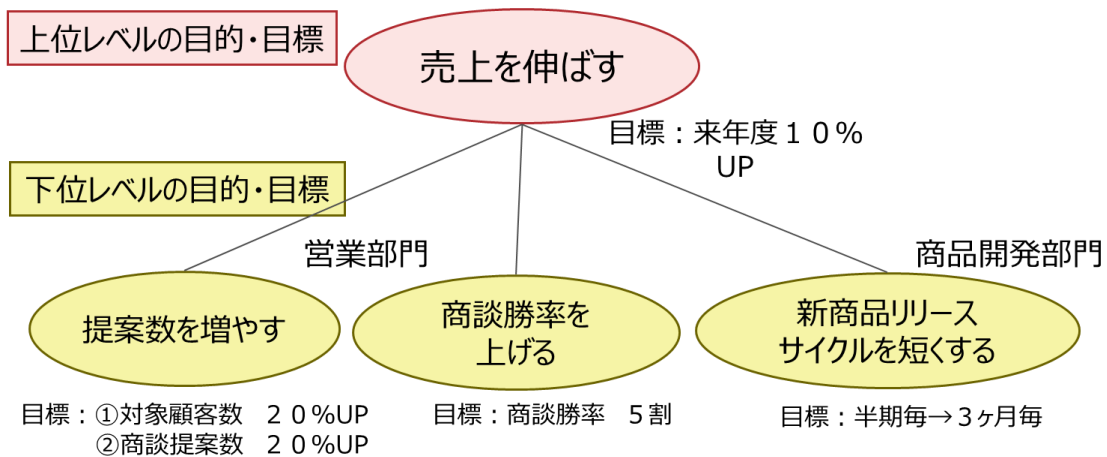 上位レベルの目的・目標
売上を伸ばす
目標：来年度１０％
UP
下位レベルの目的・目標
営業部門
商品開発部門
提案数を増やす
商談勝率を
上げる
新商品リリース
サイクルを短くする
目標：①対象顧客数　２０％UP
②商談提案数　２０％UP
目標：商談勝率　５割
目標：半期毎→３ヶ月毎